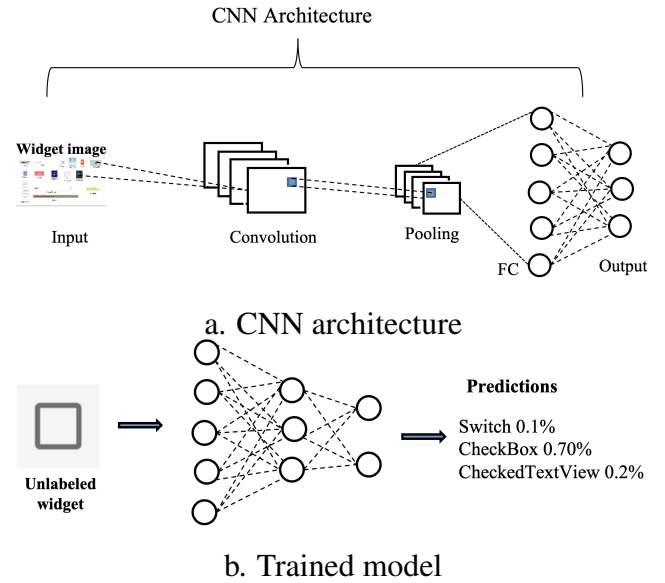 CNN Architecture
Widget image
Input
Convolution
Pooling
FC
Output
a. CNN architecture
Unlabeled
widget
Predictions
Switch 0.1%
CheckBox 0.70%
CheckedTextView 0.2%
b. Trained model